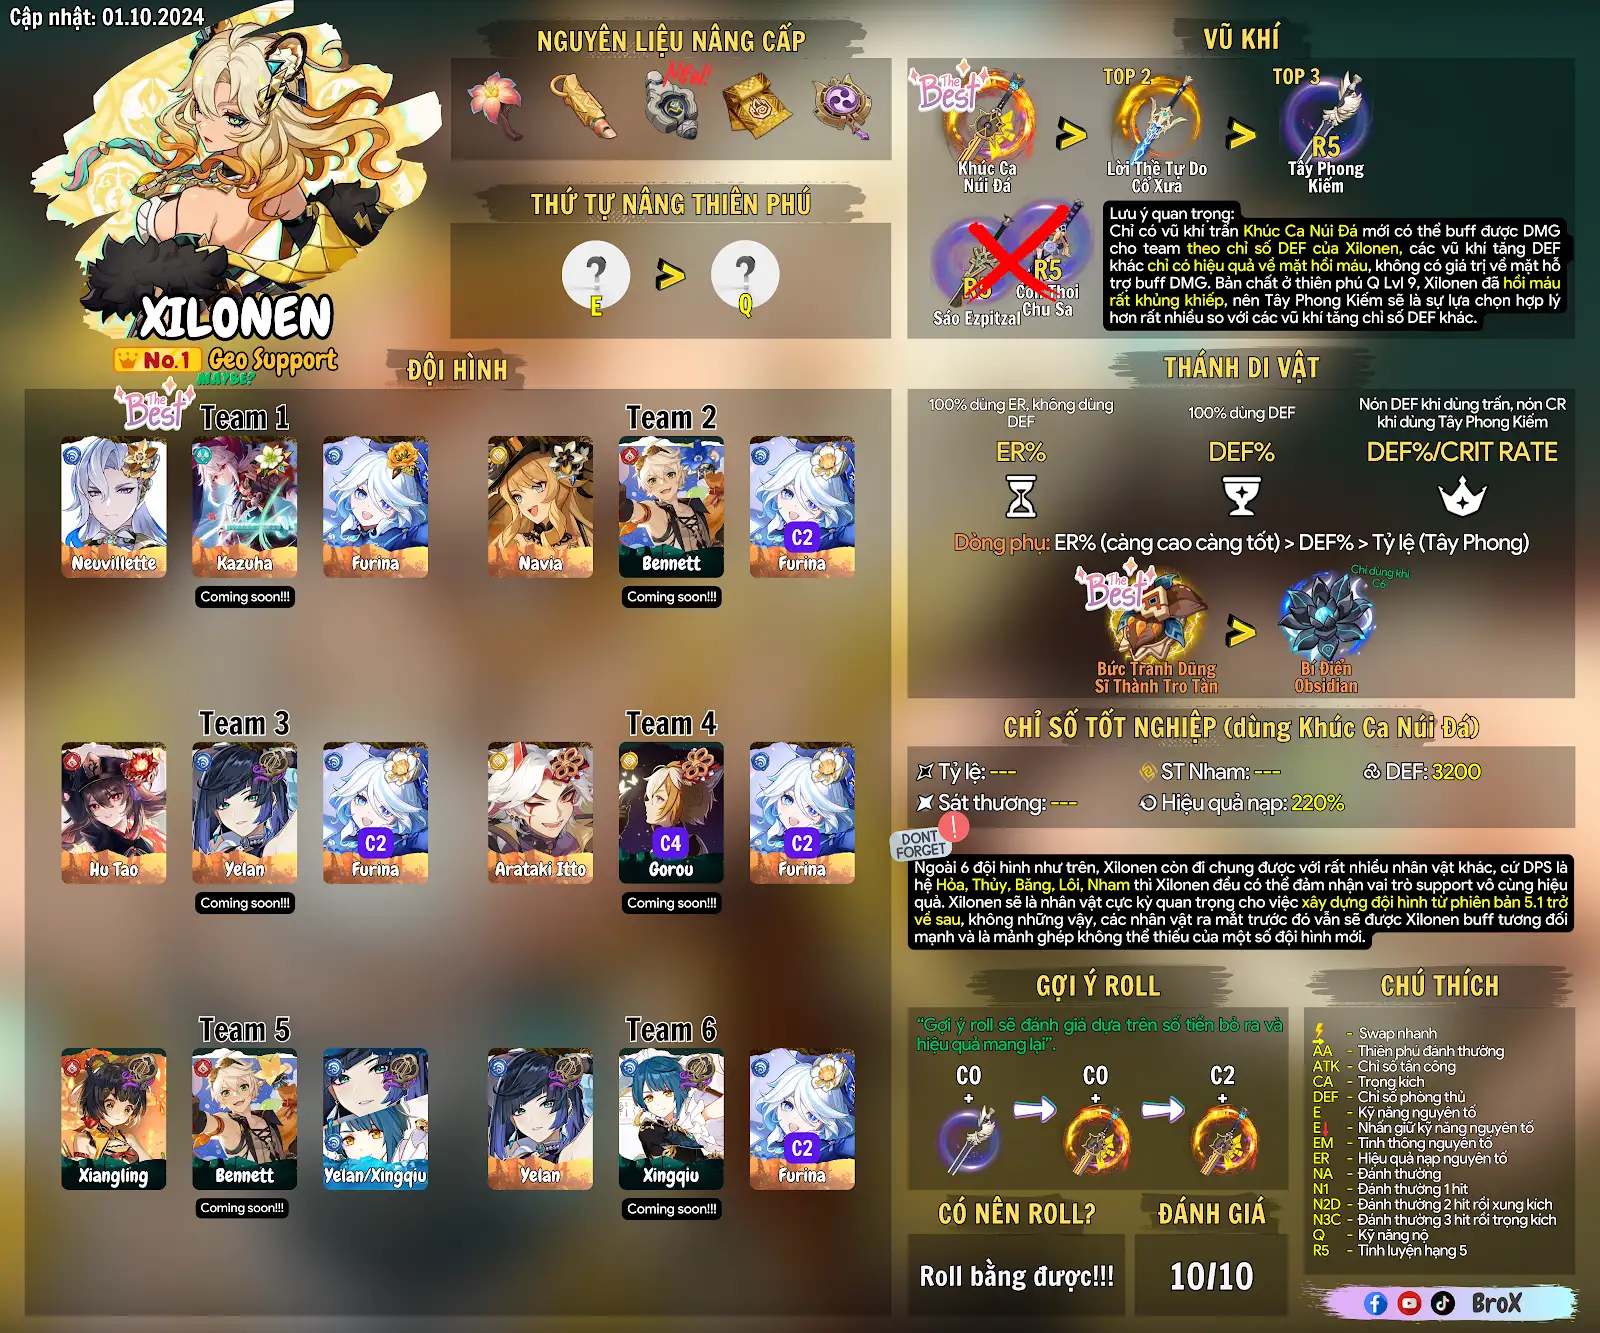 Cập nhật: 01.10.2024
XILONEN
No.1 Geo Support
MAYBE?
NGUYÊN LIỆU NÂNG CẤP
NEW!
THỨ TỰ NÂNG THIÊN PHÚ
?
E
>
?
Q
VŨ KHÍ
The Best
Khúc Ca
Núi Đá
>
TOP 2
Lời Thề Tự Do
Cổ Xưa
>
TOP 3
R5
Tây Phong
Kiếm
R5
Sáo Ezpitzal
R5
Con Thoi
Chu Sa
Lưu ý quan trọng:
Chỉ có vũ khí trấn Khúc Ca Núi Đá mới có thể buff được DMG
cho team theo chỉ số DEF của Xilonen, các vũ khí tăng DEF
khác chỉ có hiệu quả về mặt hồi máu, không có giá trị về mặt hỗ
trợ buff DMG. Bản chất ở thiên phú Q Lvl 9, Xilonen đã hồi máu
rất khủng khiếp, nên Tây Phong Kiếm sẽ là sự lựa chọn hợp lý
hơn rất nhiều so với các vũ khí tăng chỉ số DEF khác.
ĐỘI HÌNH
The Best
Team 1
Neuvillette
Kazuha
Furina
Coming soon!!!
Team 2
Navia
Bennett
C2
Furina
Coming soon!!!
Team 3
Hu Tao
Yelan
C2
Furina
Coming soon!!!
Team 4
Arataki Itto
C4
Gorou
C2
Furina
Coming soon!!!
Team 5
Xiangling
Bennett
Yelan/Xingqiu
Coming soon!!!
Team 6
Yelan
Xingqiu
C2
Furina
Coming soon!!!
THÁNH DI VẬT
100% dùng ER, không dùng
DEF
ER%
100% dùng DEF
DEF%
Nón DEF khi dùng trấn, nón CR
khi dùng Tây Phong Kiếm
DEF%/CRIT RATE
Dòng phụ: ER% (càng cao càng tốt) > DEF% > Tỷ lệ (Tây Phong)
The Best
Bức Tranh Dũng
Sĩ Thành Tro Tàn
>
Chỉ dùng khi
C6
Bí Điển
Obsidian
CHỈ SỐ TỐT NGHIỆP (dùng Khúc Ca Núi Đá)
Tỷ lệ: ---
ST Nham: ---
DEF: 3200
Sát thương: ---
Hiệu quả nạp: 220%
DONT
FORGET
!
Ngoài 6 đội hình như trên, Xilonen còn đi chung được với rất nhiều nhân vật khác, cứ DPS là
hệ Hỏa, Thủy, Băng, Lôi, Nham thì Xilonen đều có thể đảm nhận vai trò support vô cùng hiệu
quả. Xilonen sẽ là nhân vật cực kỳ quan trọng cho việc xây dựng đội hình từ phiên bản 5.1 trở
về sau, không những vậy, các nhân vật ra mắt trước đó vẫn sẽ được Xilonen buff tương đối
mạnh và là mảnh ghép không thể thiếu của một số đội hình mới.
GỢI Ý ROLL
“Gợi ý roll sẽ đánh giá dựa trên số tiền bỏ ra và
hiệu quả mang lại”.
C0
+
C0
+
C2
+
CÓ NÊN ROLL?
Roll bằng được!!!
ĐÁNH GIÁ
10/10
CHÚ THÍCH
- Swap nhanh
AA - Thiên phú đánh thường
ATK - Chỉ số tấn công
CA - Trọng kích
DEF - Chỉ số phòng thủ
E - Kỹ năng nguyên tố
E - Nhấn giữ kỹ năng nguyên tố
EM - Tinh thông nguyên tố
ER - Hiệu quả nạp nguyên tố
NA - Đánh thường
N1 - Đánh thường 1 hit
N2D - Đánh thường 2 hit rồi xung kích
N3C - Đánh thường 3 hit rồi trọng kích
Q - Kỹ năng nộ
R5 - Tinh luyện hạng 5
BroX